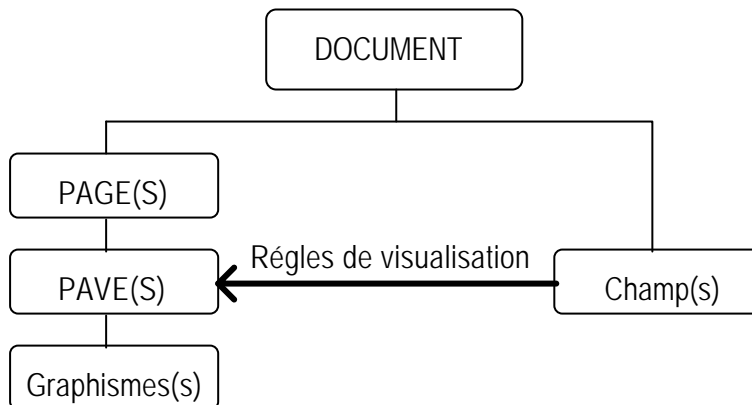 DOCUMENT
PAGE(S)
Régles de visualisation
PAVE(S)
Champ(s)
Graphismes(s)